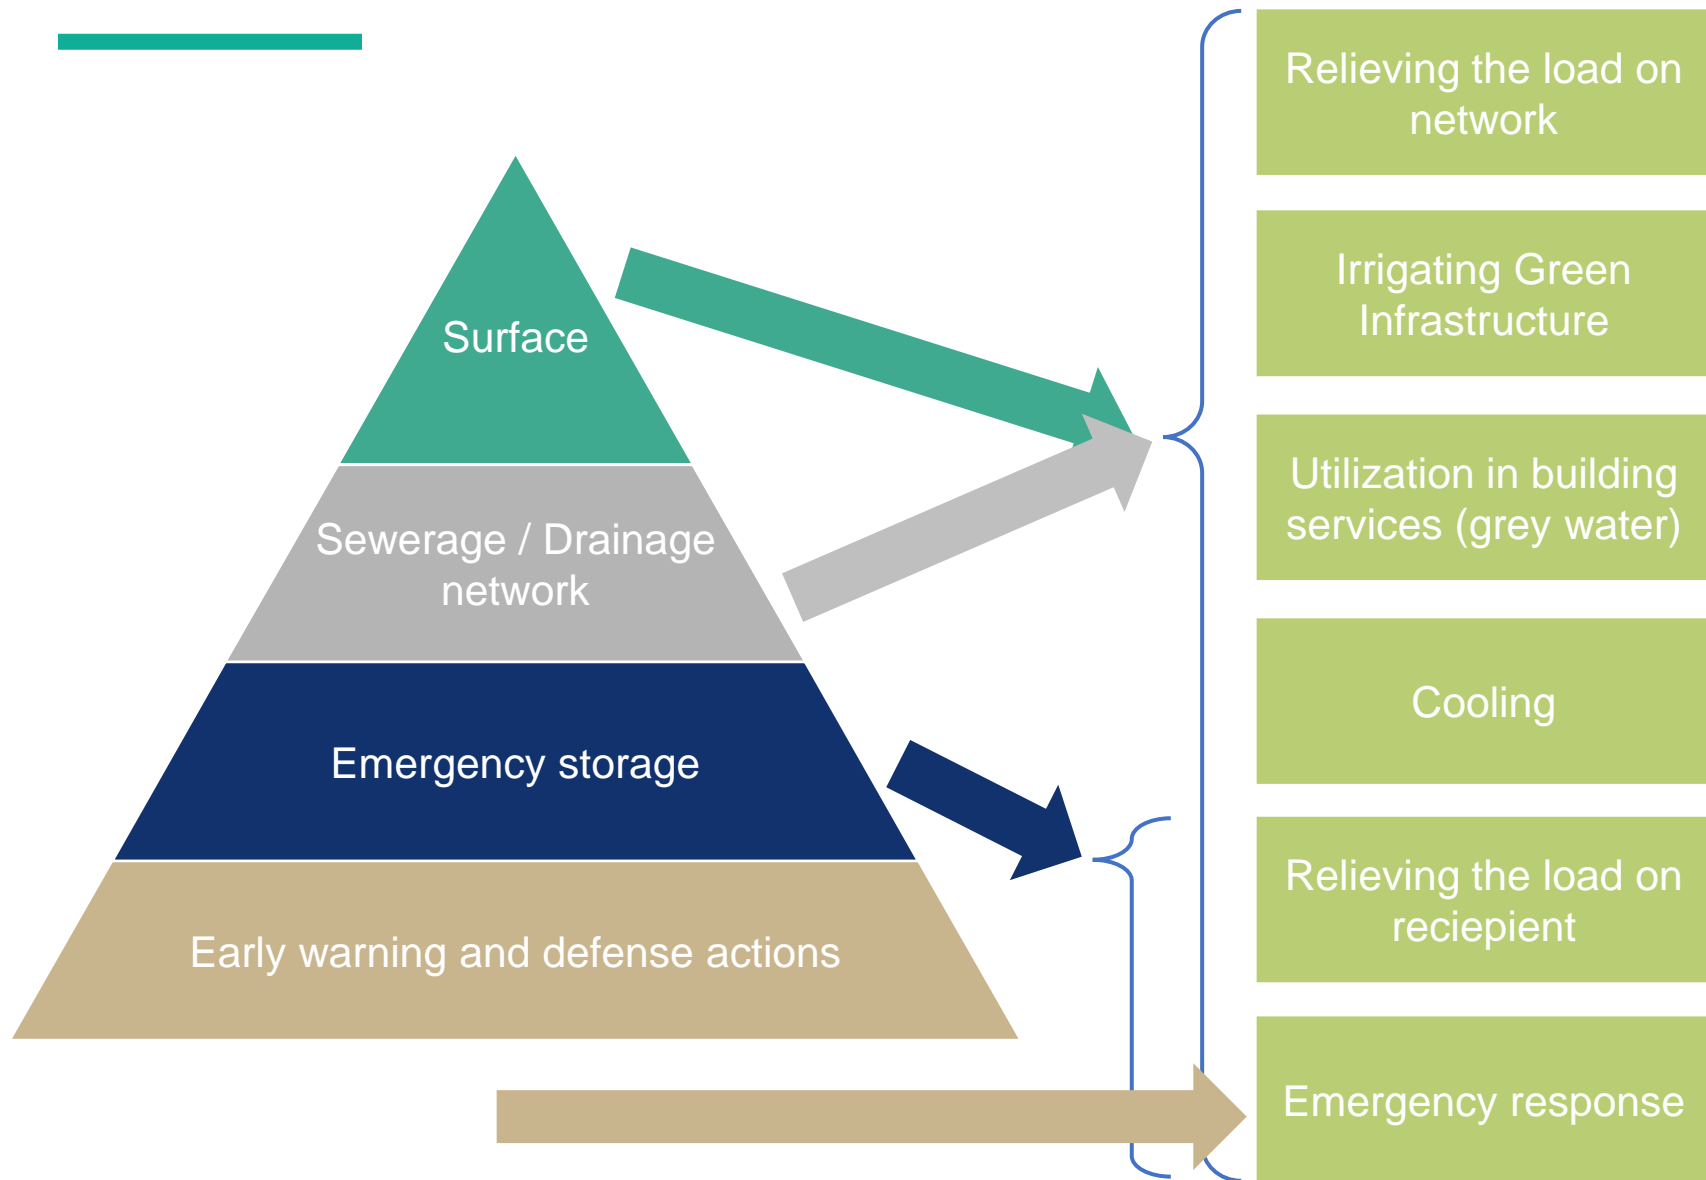 Surface
Sewerage / Drainage
network
Emergency storage
Early warning and defense actions
Relieving the load on
network
Irrigating Green
Infrastructure
Utilization in building
services (grey water)
Cooling
Relieving the load on
reciepient
Emergency response